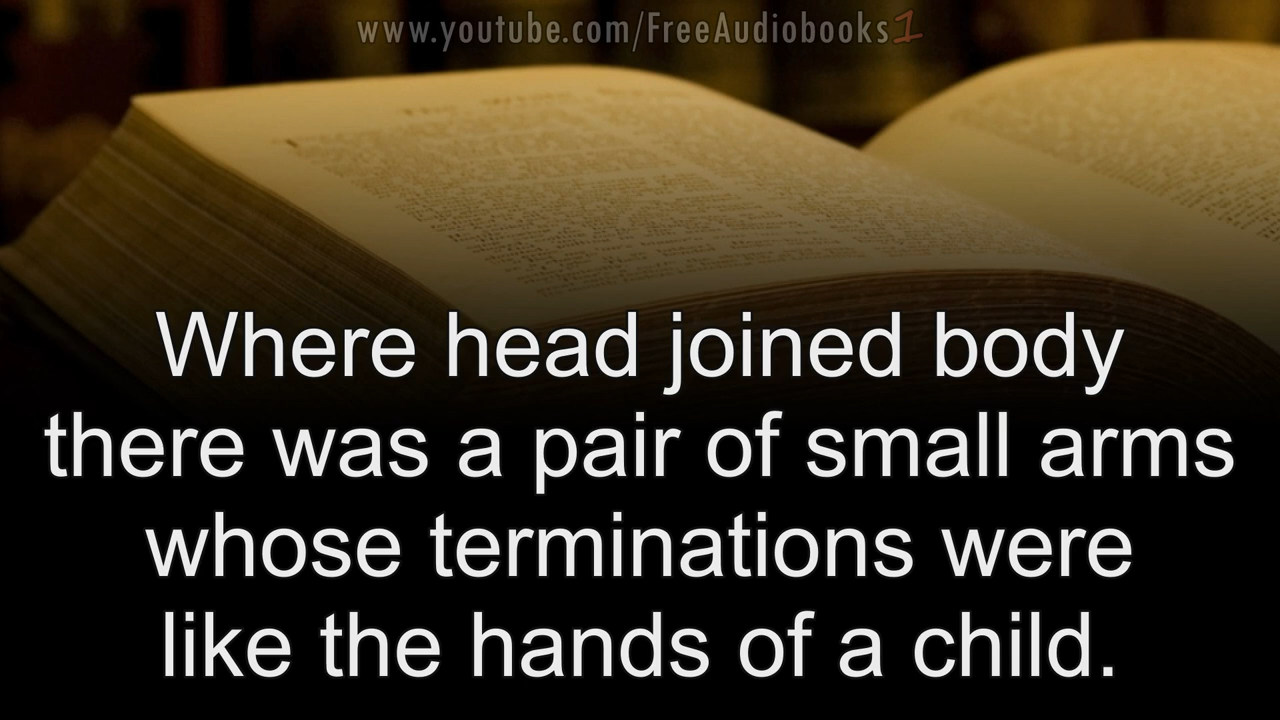 www.youtube.com/FreeAudiobooks1
Where head joined body
there was a pair of small arms
whose terminations were
like the hands of a child.